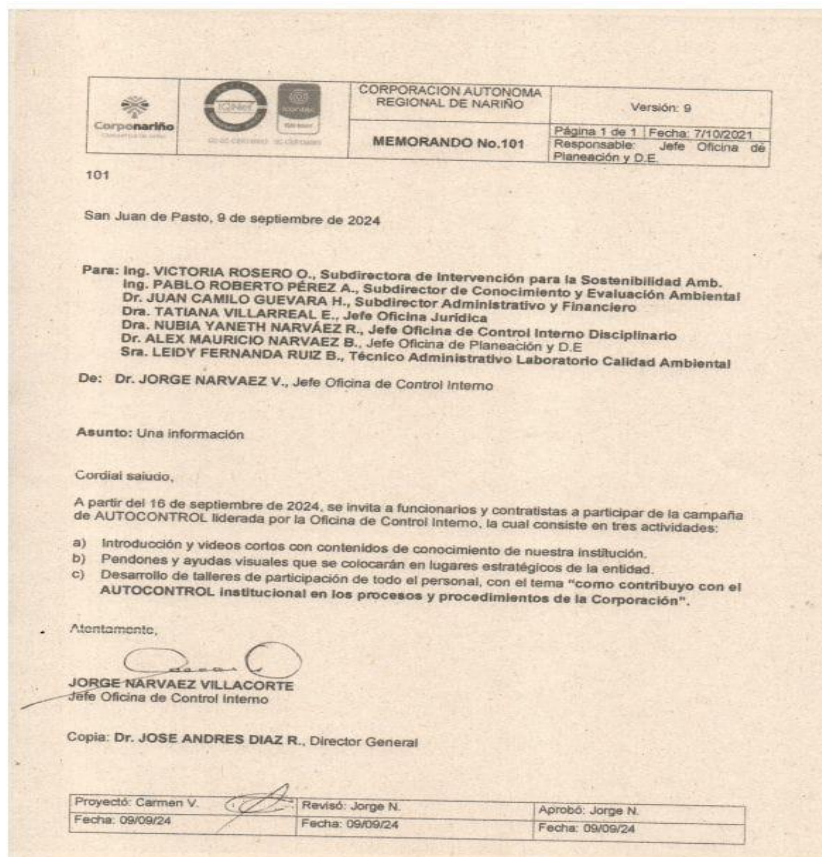 Corponariño
IQNet
icontec
CORPORACION AUTONOMA
REGIONAL DE NARIÑO
Versión: 9
MEMORANDO No.101
Página 1 de 1 Fecha: 7/10/2021
Responsable: Jefe Oficina de
Planeación y D.E.
101
San Juan de Pasto, 9 de septiembre de 2024
Para: Ing. VICTORIA ROSERO O., Subdirectora de Intervención para la Sostenibilidad Amb.
Ing. PABLO ROBERTO PÉREZ A., Subdirector de Conocimiento y Evaluación Ambiental
Dr. JUAN CAMILO GUEVARA H., Subdirector Administrativo y Financiero
Dra. TATIANA VILLARREAL E., Jefe Oficina Jurídica
Dra. NUBIA YANETH NARVÁEZ R., Jefe Oficina de Control Interno Disciplinario
Dr. ALEX MAURICIO NARVAEZ B., Jefe Oficina de Planeación y D.E
Sra. LEIDY FERNANDA RUIZ B., Técnico Administrativo Laboratorio Calidad Ambiental
De: Dr. JORGE NARVAEZ V., Jefe Oficina de Control Interno
Asunto: Una información
Cordial saludo,
A partir del 16 de septiembre de 2024, se invita a funcionarios y contratistas a participar de la campaña
de AUTOCONTROL liderada por la Oficina de Control Interno, la cual consiste en tres actividades:
a) Introducción y videos cortos con contenidos de conocimiento de nuestra institución.
b) Pendones y ayudas visuales que se colocarán en lugares estratégicos de la entidad.
c) Desarrollo de talleres de participación de todo el personal, con el tema "como contribuyo con el
AUTOCONTROL institucional en los procesos y procedimientos de la Corporación".
Atentamente,
JORGE NARVAEZ VILLACORTE
Jefe Oficina de Control Interno
Copia: Dr. JOSE ANDRES DIAZ R., Director General
Proyectó: Carmen V.
Revisó: Jorge N.
Aprobó: Jorge N.
Fecha: 09/09/24
Fecha: 09/09/24
Fecha: 09/09/24